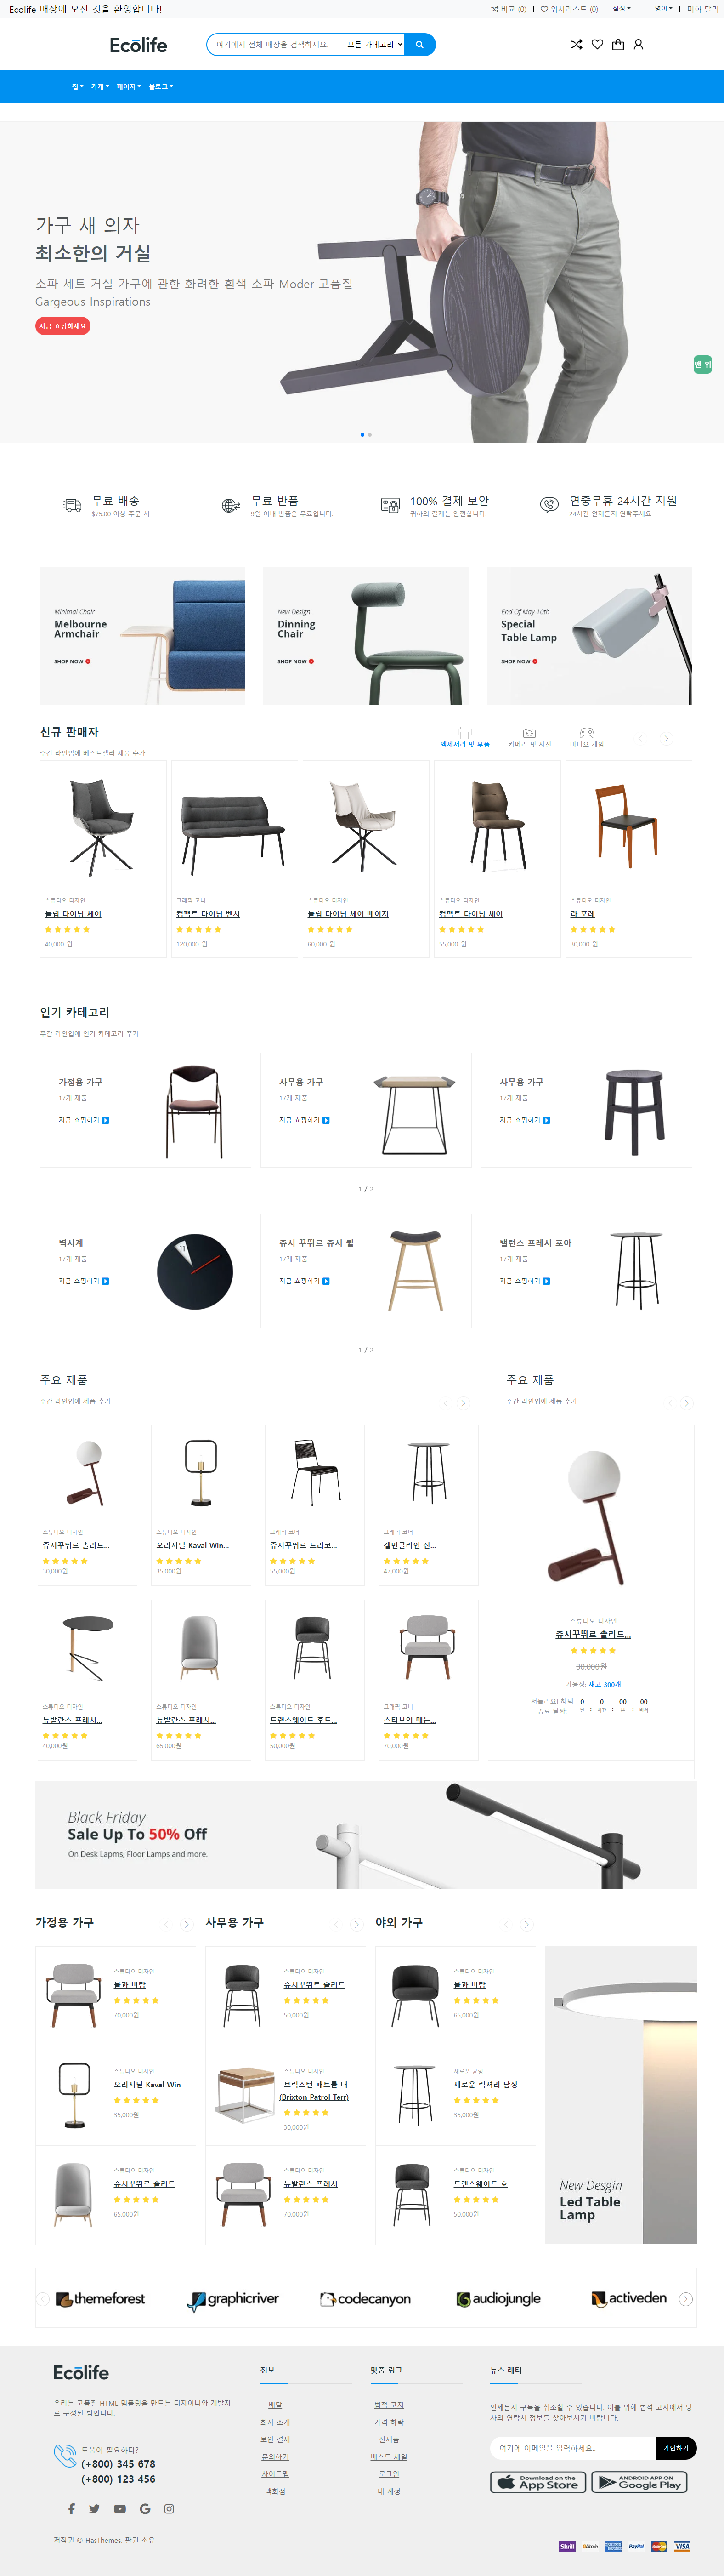 Ecolife 매장에 오신 것을 환영합니다!
비교 (0)
위시리스트 (0)
설정
영어
미화 달러
Ecolife
여기에서 전체 매장을 검색하세요.
모든 카테고리
집
가게
페이지
블로그
가구 새 의자
최소한의 거실
소파 세트 거실 가구에 관한 화려한 흰색 소파 Moder 고품질
Gargeous Inspirations
지금 쇼핑하세요
맨 위
무료 배송
$75.00 이상 주문 시
무료 반품
9일 이내 반품은 무료입니다.
100% 결제 보안
귀하의 결제는 안전합니다.
연중무휴 24시간 지원
24시간 언제든지 연락주세요.
Minimal Chair
Melbourne
Armchair
SHOP NOW
New Design
Dinning
Chair
SHOP NOW
End Of May 10th
Special
Table Lamp
SHOP NOW
신규 판매자
주간 라인업에 베스트셀러 제품 추가
액세서리 및 부품
카메라 및 사진
비디오 게임
스튜디오 디자인
튤립 다이닝 체어
40,000 원
그래픽 코너
컴팩트 다이닝 벤치
120,000 원
스튜디오 디자인
튤립 다이닝 체어 베이지
60,000 원
스튜디오 디자인
컴팩트 다이닝 체어
55,000 원
스튜디오 디자인
라 포레
30,000 원
인기 카테고리
주간 라인업에 인기 카테고리 추가
가정용 가구
17개 제품
지금 쇼핑하기
사무용 가구
17개 제품
지금 쇼핑하기
사무용 가구
17개 제품
지금 쇼핑하기
1 / 2
벽시계
17개 제품
지금 쇼핑하기
쥬시 꾸뛰르 쥬시 퀼
17개 제품
지금 쇼핑하기
밸런스 프레시 포아
17개 제품
지금 쇼핑하기
1 / 2
주요 제품
주간 라인업에 제품 추가
스튜디오 디자인
쥬시꾸뛰르 솔리드...
30,000원
스튜디오 디자인
오리지널 Kaval Win...
35,000원
그래픽 코너
쥬시꾸뛰르 트리코...
55,000원
그래픽 코너
캘빈클라인 진...
47,000원
스튜디오 디자인
뉴발란스 프레시...
40,000원
스튜디오 디자인
뉴발란스 프레시...
65,000원
스튜디오 디자인
트랜스웨이트 후드...
50,000원
그래픽 코너
스티브의 매든...
70,000원
주요 제품
주간 라인업에 제품 추가
스튜디오 디자인
쥬시꾸뛰르 솔리드...
30,000원
가용성: 재고 300개
서둘러요! 혜택
종료 날짜:
0 : 0 : 00 : 00
날 시간 분
Black Friday
Sale Up To 50% Off
On Desk Lapms, Floor Lamps and more.
가정용 가구
스튜디오 디자인
물과 바람
70,000원
스튜디오 디자인
오리지널 Kaval Win
35,000원
스튜디오 디자인
쥬시꾸뛰르 솔리드
65,000원
사무용 가구
스튜디오 디자인
쥬시꾸뛰르 솔리드
50,000원
스튜디오 디자인
브릭스턴 패트롤 터
(Brixton Patrol Terr)
30,000원
스튜디오 디자인
뉴발란스 프레시
70,000원
야외 가구
스튜디오 디자인
물과 바람
65,000원
새로운 균형
새로운 럭셔리 남성
35,000원
스튜디오 디자인
트랜스웨이트 후
50,000원
New Desgin
Led Table
Lamp
themeforest
graphicriver
codecanyon
audiojungle
activeden
Ecolife
우리는 고품질 HTML 템플릿을 만드는 디자이너와 개발자
로 구성된 팀입니다.
도움이 필요하다?
(+800) 345 678
(+800) 123 456
정보
배달
회사 소개
보안 결제
문의하기
사이트맵
백화점
맞춤 링크
법적 고지
가격 하락
신제품
베스트 세일
로그인
내 계정
뉴스 레터
언제든지 구독을 취소할 수 있습니다. 이를 위해 법적 고지에서 당
사의 연락처 정보를 찾아보시기 바랍니다.
여기에 이메일을 입력하세요..
가입하기
Download on the
App Store
ANDROID APP ON
Google Play
저작권 © HasThemes. 판권 소유
Skrill
bitcoin
PayPal
VISA